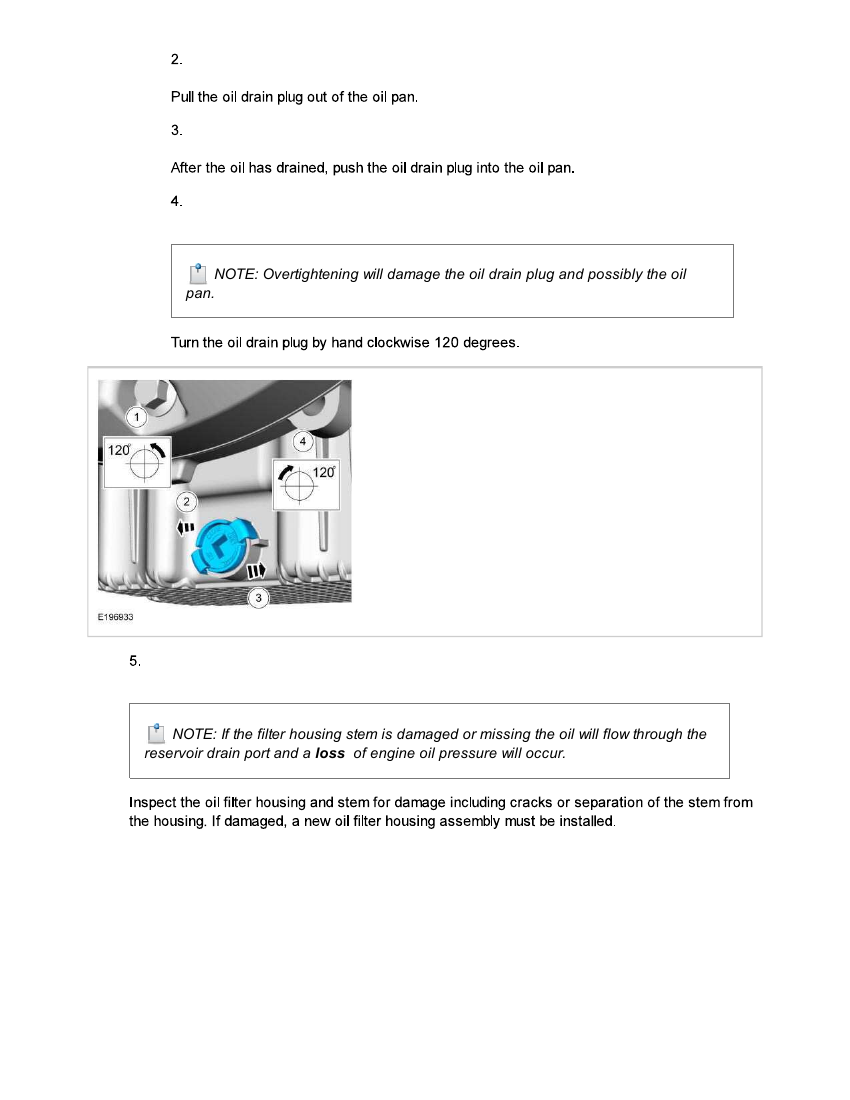 2.
Pull the oil drain plug out of the oil pan.
3.
After the oil has drained, push the oil drain plug into the oil pan.
4.
NOTE: Overtightening will damage the oil drain plug and possibly the oil
pan.
Turn the oil drain plug by hand clockwise 120 degrees.
1
120°
4
120°
2
3
E196933
5.
NOTE: If the filter housing stem is damaged or missing the oil will flow through the
reservoir drain port and a loss of engine oil pressure will occur.
Inspect the oil filter housing and stem for damage including cracks or separation of the stem from
the housing. If damaged, a new oil filter housing assembly must be installed.